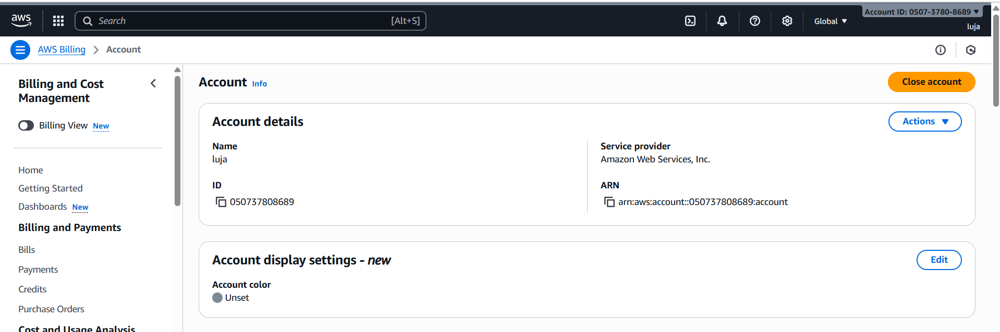 aws
Search [Alt+S]
Global
Account ID: 0507-3780-8689
luja
AWS Billing > Account
Billing and Cost
Management
Billing View New
Home
Getting Started
Dashboards New
Billing and Payments
Bills
Payments
Credits
Purchase Orders
Cost and Usage Analysis
Account Info
Close account
Account details
Actions
Name
luja
Service provider
Amazon Web Services, Inc.
ID
050737808689
ARN
arn:aws:account::050737808689:account
Account display settings - new
Edit
Account color
Unset